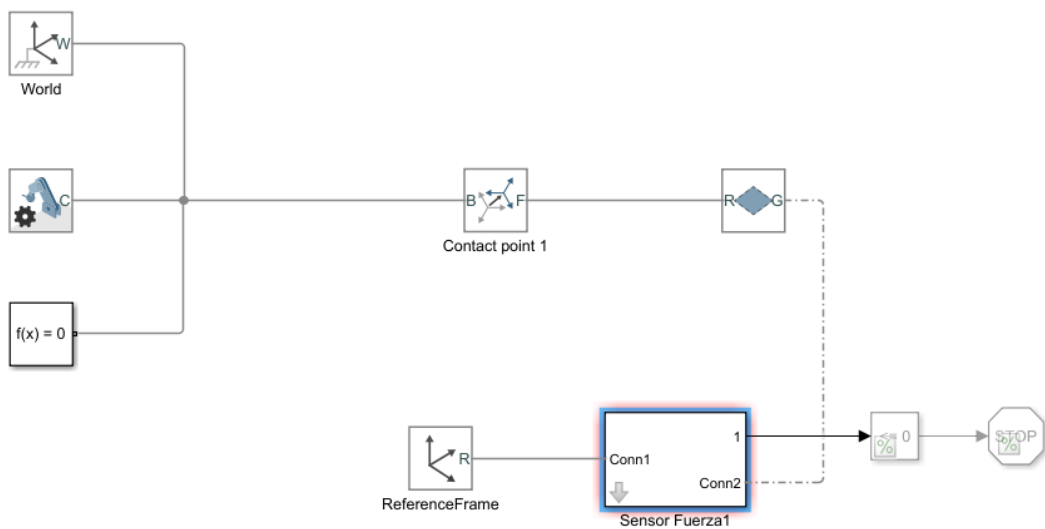 W
World
C
B F
Contact point 1
R G
f(x) = 0
1
Conn1
Conn2
Sensor Fuerza1
R
ReferenceFrame
<= 0
%
STOP
%